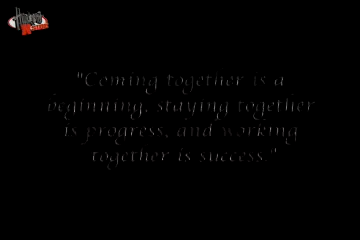 "Coming together is a
beginning, staying together
is progress, and working
together is success."